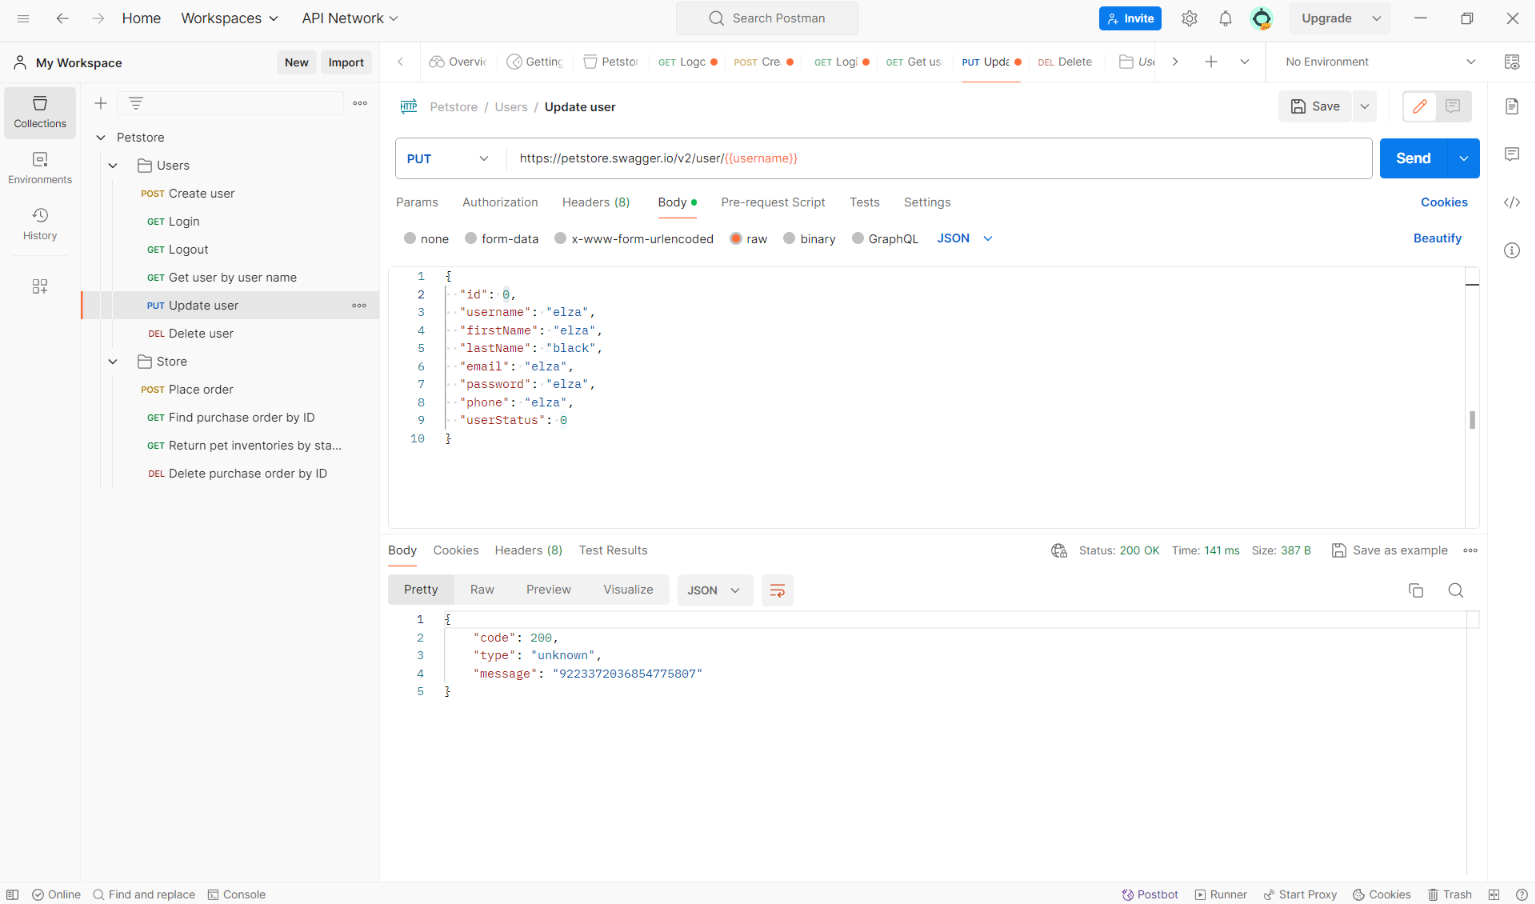 Home Workspaces API Network Search Postman Invite Upgrade
My Workspace New Import
Overvi Getting Petstor GET Logo POST Cre GET Logi GET Get us PUT Upda DEL Delete Us No Environment
Collections
Environments
History
Petstore
Users
POST Create user
GET Login
GET Logout
GET Get user by user name
PUT Update user
DEL Delete user
Store
POST Place order
GET Find purchase order by ID
GET Return pet inventories by sta...
DEL Delete purchase order by ID
HTTP Petstore / Users / Update user Save
PUT https://petstore.swagger.io/v2/user/{{username}} Send
Params Authorization Headers (8) Body Pre-request Script Tests Settings Cookies
none form-data x-www-form-urlencoded raw binary GraphQL JSON Beautify
1 {
2 "id": 0,
3 "username": "elza",
4 "firstName": "elza",
5 "lastName": "black",
6 "email": "elza",
7 "password": "elza",
8 "phone": "elza",
9 "userStatus": 0
10 }
Body Cookies Headers (8) Test Results Status: 200 OK Time: 141 ms Size: 387 B Save as example
Pretty Raw Preview Visualize JSON
1 {
2 "code": 200,
3 "type": "unknown",
4 "message": "9223372036854775807"
5 }
Online Find and replace Console Postbot Runner Start Proxy Cookies Trash